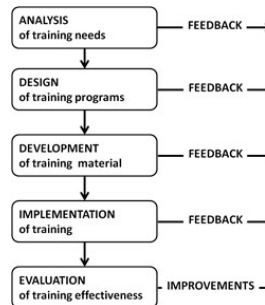 ANALYSIS
of training needs
FEEDBACK
DESIGN
of training programs
FEEDBACK
DEVELOPMENT
of training material
FEEDBACK
IMPLEMENTATION
of training
FEEDBACK
EVALUATION
of training effectiveness
IMPROVEMENTS